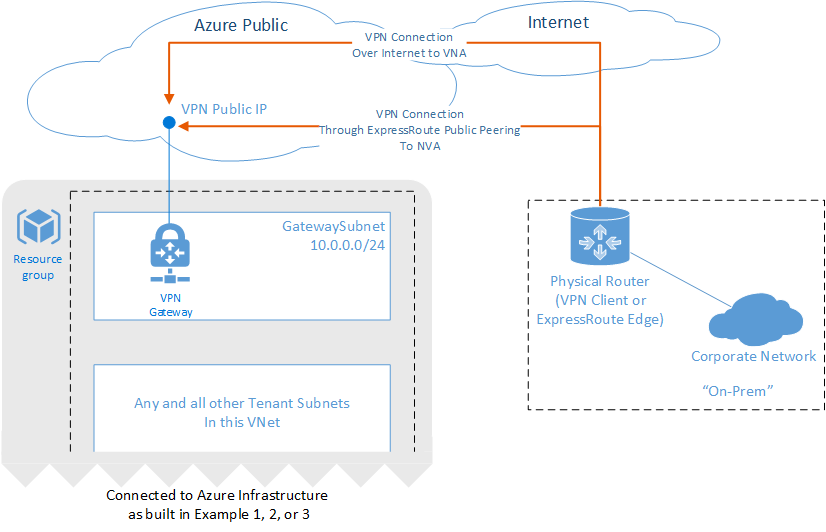 Azure Public
Internet
VPN Connection
Over Internet to VNA
VPN Public IP
VPN Connection
Through ExpressRoute Public Peering
To NVA
Resource
group
GatewaySubnet
10.0.0.0/24
VPN
Gateway
Physical Router
(VPN Client or
ExpressRoute Edge)
Corporate Network
“On-Prem”
Any and all other Tenant Subnets
In this VNet
Connected to Azure Infrastructure
as built in Example 1, 2, or 3